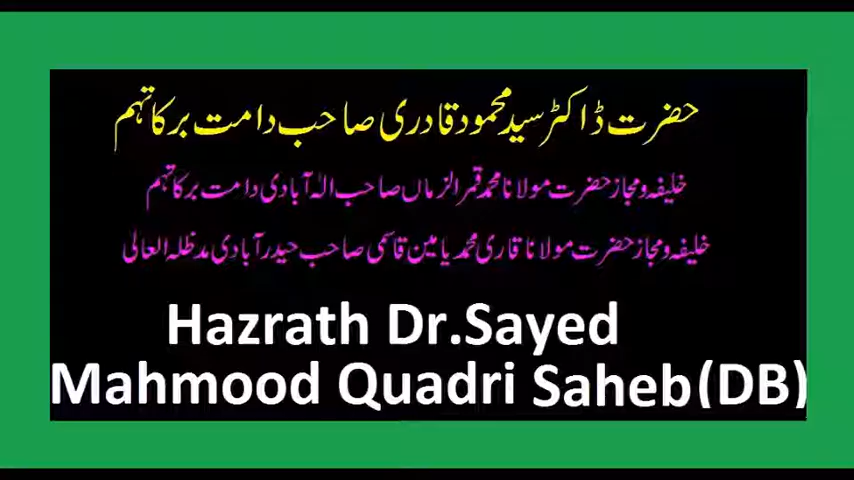 حضرت ڈاکٹر سید محمود قادری صاحب دامت برکاتہم
خلیفہ و مجاز حضرت مولانا محمد قمر الزماں صاحب الہٰ آبادی دامت برکاتہم
خلیفہ و مجاز حضرت مولانا قاری محمد یامین قاسمی صاحب حیدرآبادی مدظلہ العالی
Hazrath Dr.Sayed
Mahmood Quadri Saheb(DB)